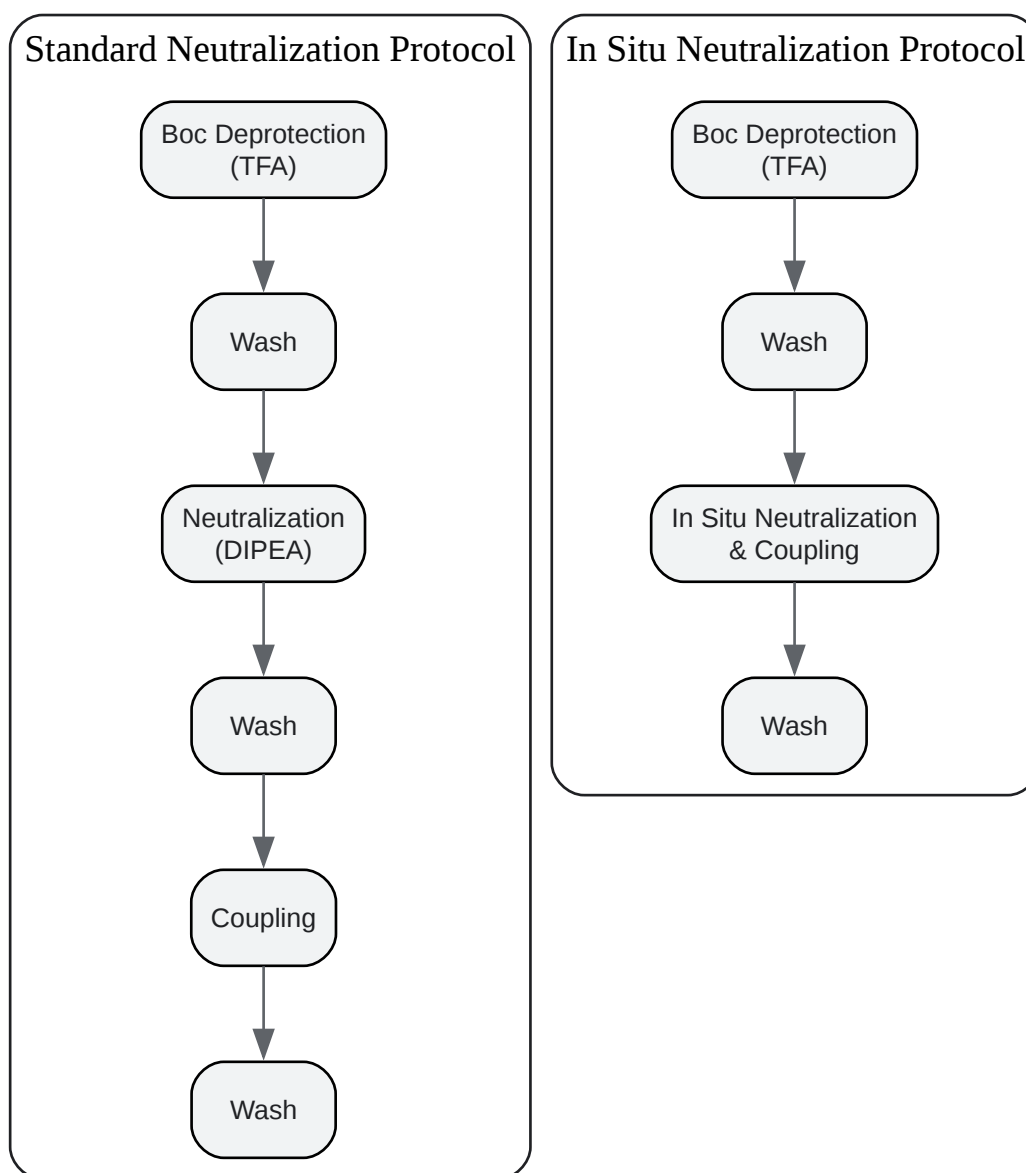 Standard Neutralization Protocol
Boc Deprotection
(TFA)
Wash
Neutralization
(DIPEA)
Wash
Coupling
Wash
In Situ Neutralization Protocol
Boc Deprotection
(TFA)
Wash
In Situ Neutralization
& Coupling
Wash